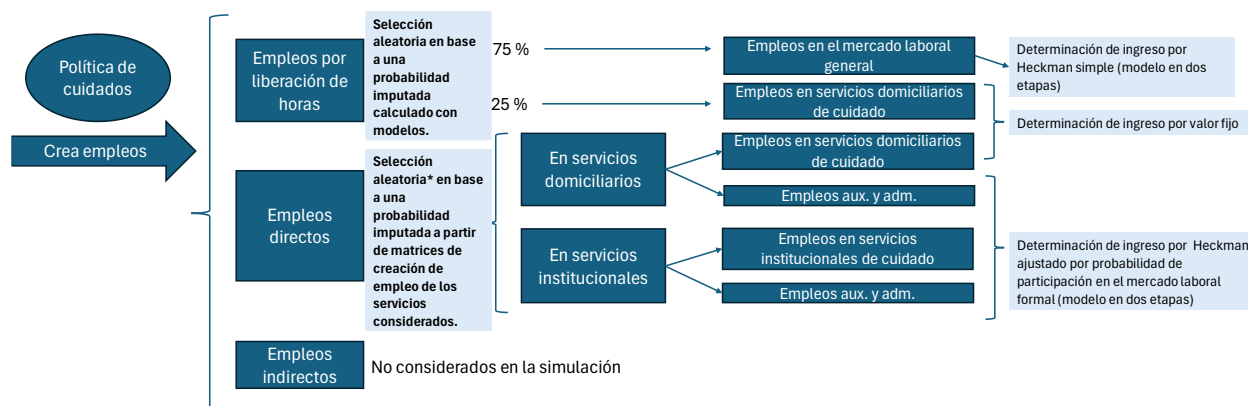 Política de
cuidados
Crea empleos
Empleos por
liberación de
horas
Selección
aleatoria en base
a una
probabilidad
imputada
calculado con
modelos.
75 %
25 %
Empleos en el mercado laboral
general
Determinación de ingreso por
Heckman simple (modelo en dos
etapas)
Empleos en servicios domiciliarios
de cuidado
Determinación de ingreso por valor fijo
Empleos
directos
Selección
aleatoria* en base
a una
probabilidad
imputada a partir
de matrices de
creación de
empleo de los
servicios
considerados.
En servicios
domiciliarios
Empleos en servicios domiciliarios
de cuidado
Empleos aux. y adm.
En servicios
institucionales
Empleos en servicios
institucionales de cuidado
Empleos aux. y adm.
Determinación de ingreso por Heckman
ajustado por probabilidad de
participación en el mercado laboral
formal (modelo en dos etapas)
Empleos
indirectos
No considerados en la simulación